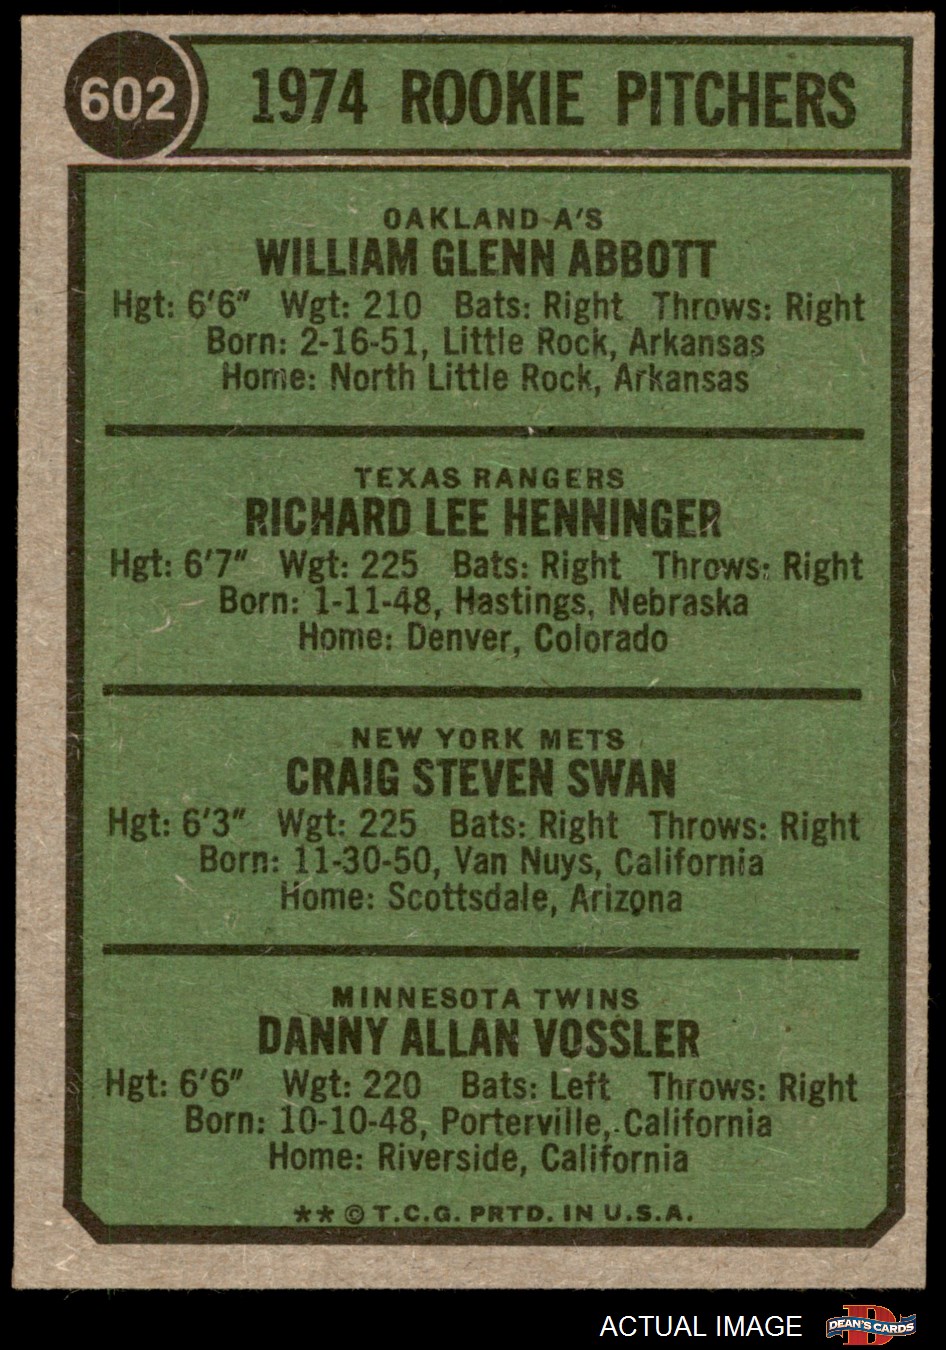 602
1974 ROOKIE PITCHERS
OAKLAND A'S
WILLIAM GLENN ABBOTT
Hgt: 6'6" Wgt: 210 Bats: Right Throws: Right
Born: 2-16-51, Little Rock, Arkansas
Home: North Little Rock, Arkansas
TEXAS RANGERS
RICHARD LEE HENNINGER
Hgt: 6'7" Wgt: 225 Bats: Right Throws: Right
Born: 1-11-48, Hastings, Nebraska
Home: Denver, Colorado
NEW YORK METS
CRAIG STEVEN SWAN
Hgt: 6'3" Wgt: 225 Bats: Right Throws: Right
Born: 11-30-50, Van Nuys, California
Home: Scottsdale, Arizona
MINNESOTA TWINS
DANNY ALLAN VOSSLER
Hgt: 6'6" Wgt: 220 Bats: Left Throws: Right
Born: 10-10-48, Porterville, California
Home: Riverside, California
** © T.C.G. PRTD. IN U.S.A.
ACTUAL IMAGE
D
DEAN'S CARDS